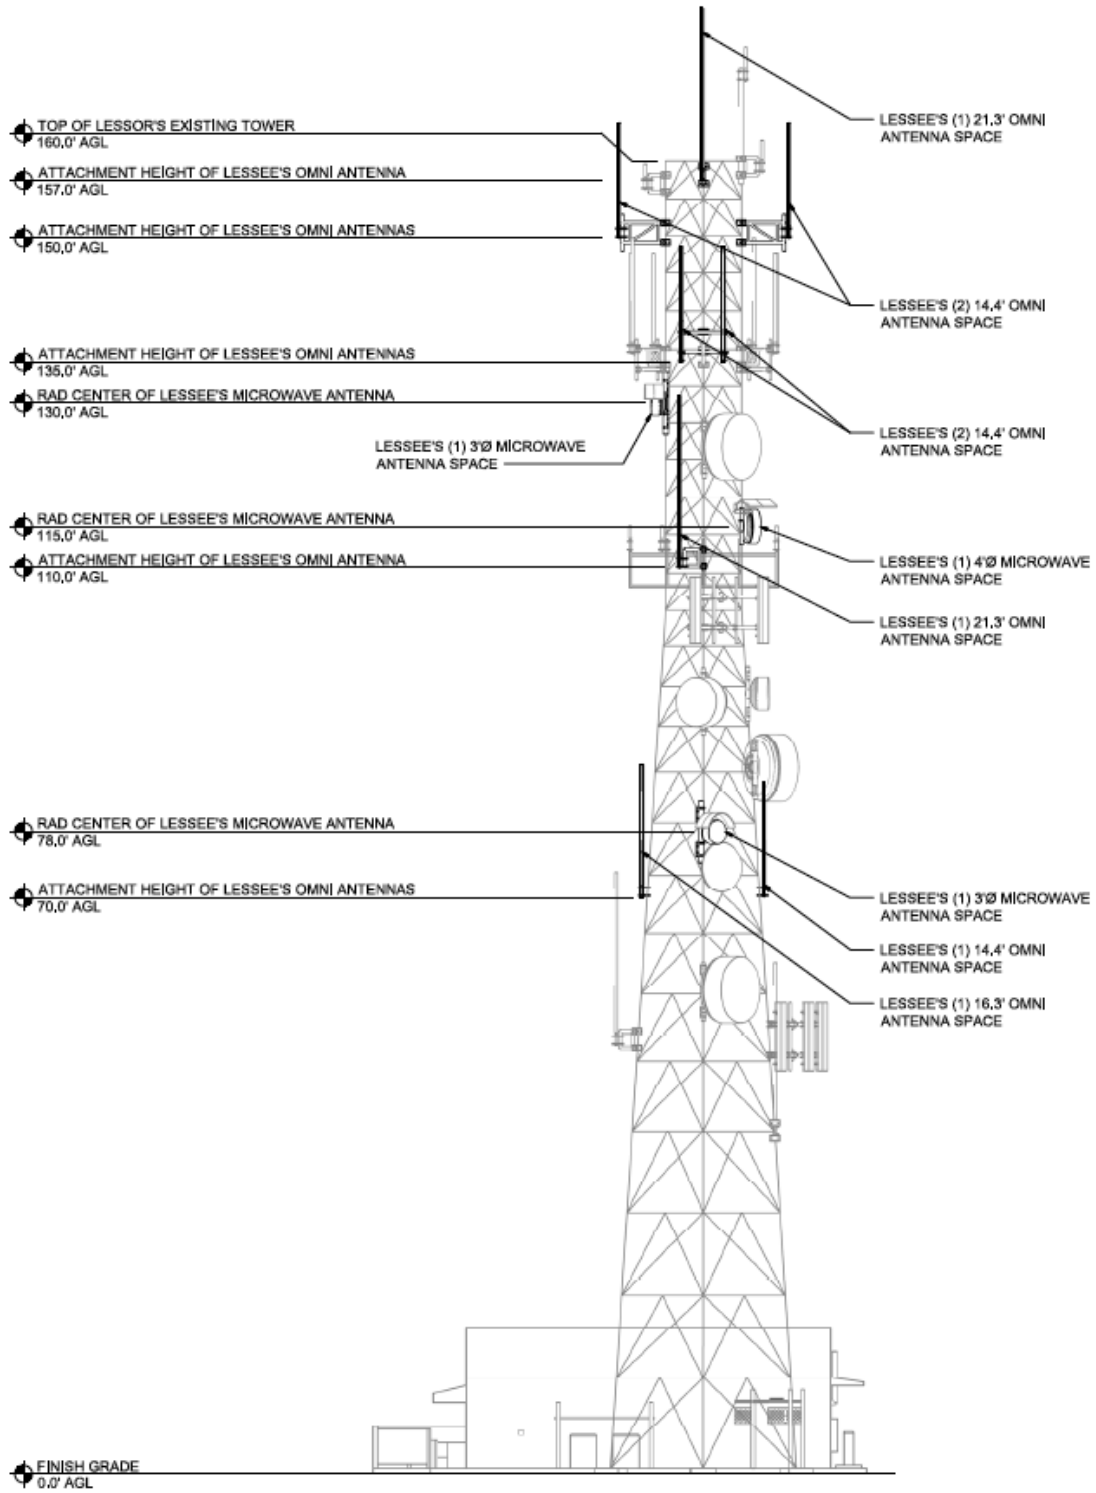 LESSEE'S (1) 21.3' OMNI
ANTENNA SPACE
TOP OF LESSOR'S EXISTING TOWER
160.0' AGL
ATTACHMENT HEIGHT OF LESSEE'S OMNI ANTENNA
157.0' AGL
ATTACHMENT HEIGHT OF LESSEE'S OMNI ANTENNAS
150.0' AGL
LESSEE'S (2) 14.4' OMNI
ANTENNA SPACE
ATTACHMENT HEIGHT OF LESSEE'S OMNI ANTENNAS
135.0' AGL
RAD CENTER OF LESSEE'S MICROWAVE ANTENNA
130.0' AGL
LESSEE'S (2) 14.4' OMNI
ANTENNA SPACE
LESSEE'S (1) 3'Ø MICROWAVE
ANTENNA SPACE
RAD CENTER OF LESSEE'S MICROWAVE ANTENNA
115.0' AGL
ATTACHMENT HEIGHT OF LESSEE'S OMNI ANTENNA
110.0' AGL
LESSEE'S (1) 4'Ø MICROWAVE
ANTENNA SPACE
LESSEE'S (1) 21.3' OMNI
ANTENNA SPACE
RAD CENTER OF LESSEE'S MICROWAVE ANTENNA
78.0' AGL
ATTACHMENT HEIGHT OF LESSEE'S OMNI ANTENNAS
70.0' AGL
LESSEE'S (1) 3'Ø MICROWAVE
ANTENNA SPACE
LESSEE'S (1) 14.4' OMNI
ANTENNA SPACE
LESSEE'S (1) 16.3' OMNI
ANTENNA SPACE
FINISH GRADE
0.0' AGL